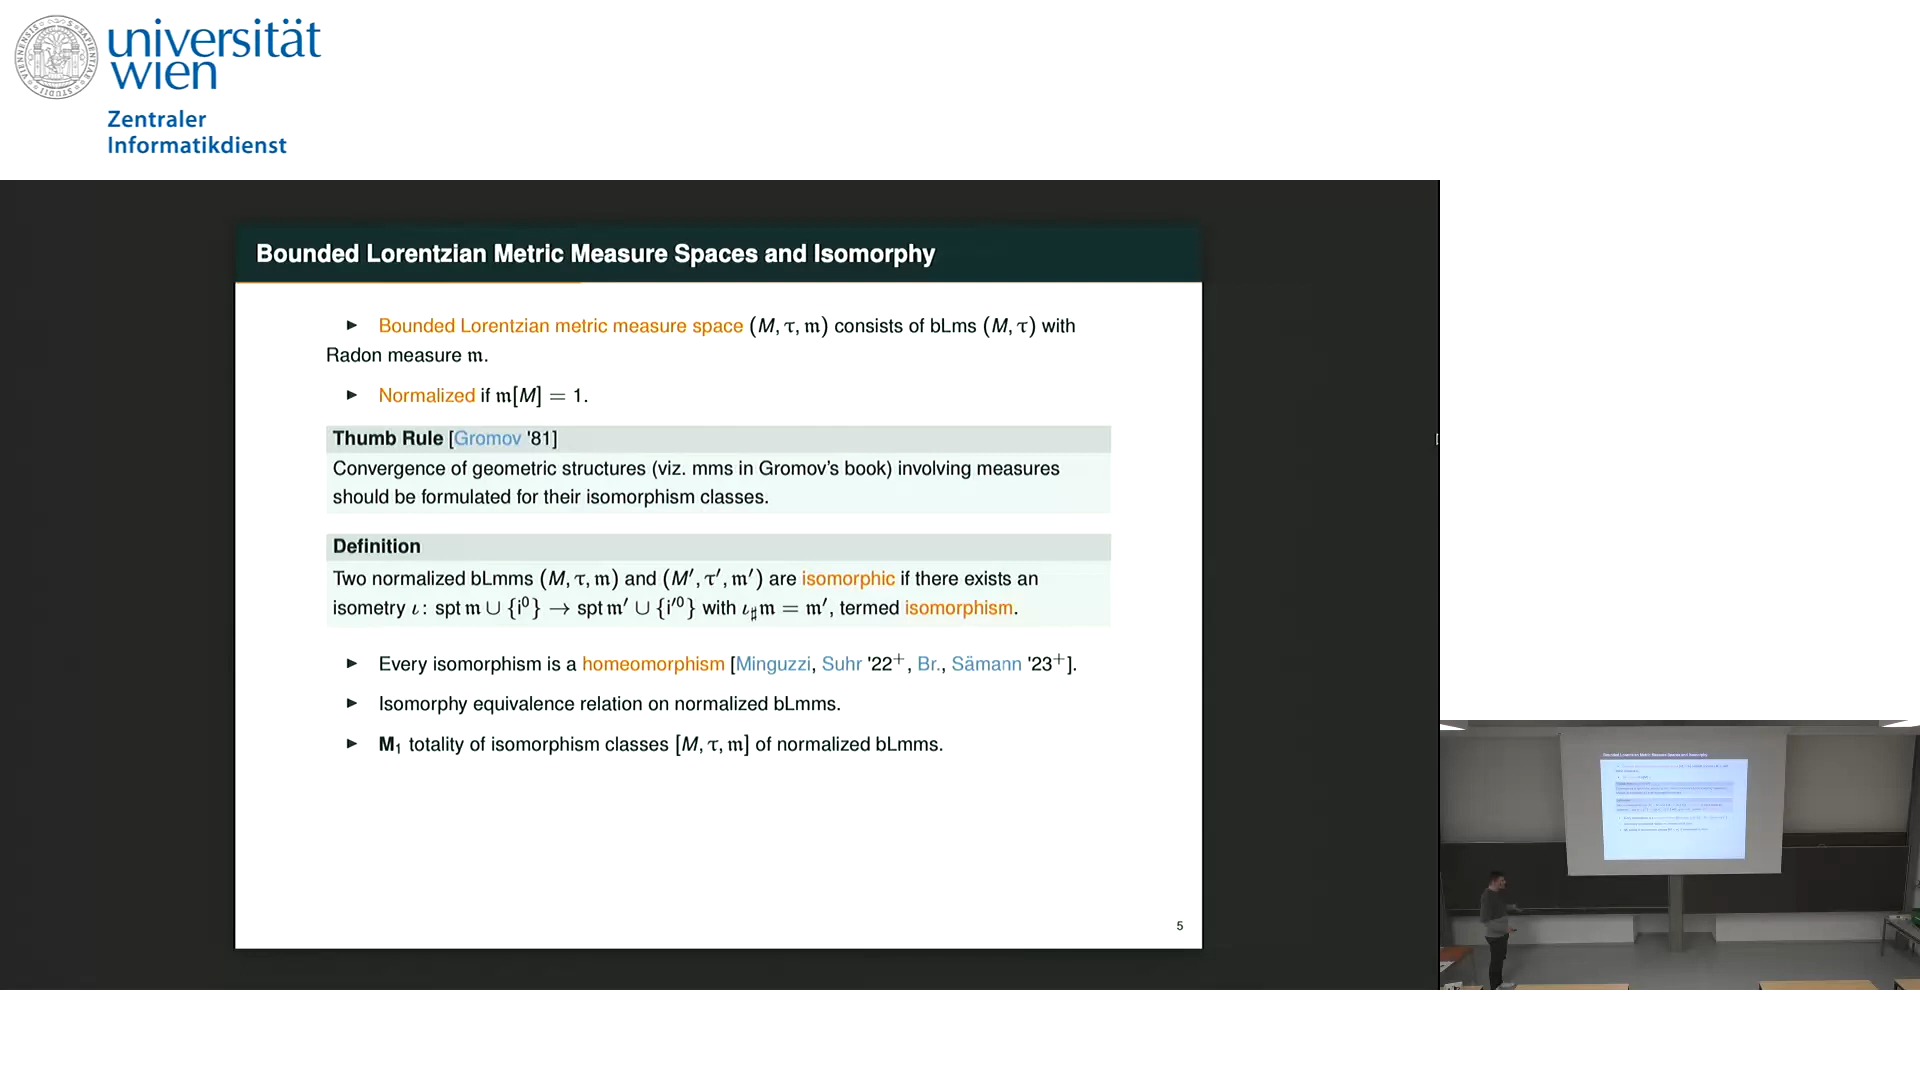 universität
wien
Zentraler
Informatikdienst
Bounded Lorentzian Metric Measure Spaces and Isomorphy
► Bounded Lorentzian metric measure space (M, τ, 𝔪) consists of bLms (M, τ) with
Radon measure 𝔪.
► Normalized if 𝔪[M] = 1.
Thumb Rule [Gromov '81]
Convergence of geometric structures (viz. mms in Gromov's book) involving measures
should be formulated for their isomorphism classes.
Definition
Two normalized bLmms (M, τ, 𝔪) and (M′, τ′, 𝔪′) are isomorphic if there exists an
isometry ι: spt 𝔪 ∪ {i⁰} → spt 𝔪′ ∪ {i′⁰} with ι♯𝔪 = 𝔪′, termed isomorphism.
► Every isomorphism is a homeomorphism [Minguzzi, Suhr '22⁺, Br., Sämann '23⁺].
► Isomorphy equivalence relation on normalized bLmms.
► M₁ totality of isomorphism classes [M, τ, 𝔪] of normalized bLmms.
5